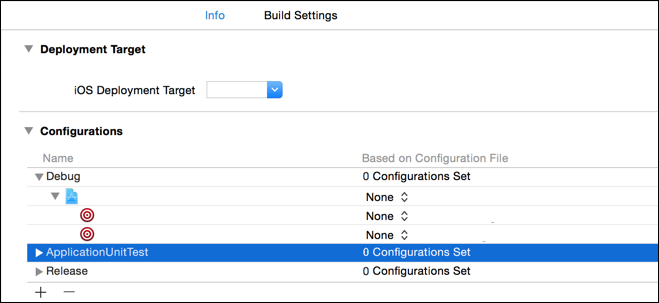 Info Build Settings
Deployment Target
iOS Deployment Target
Configurations
Name Based on Configuration File
Debug 0 Configurations Set
None
None
None
ApplicationUnitTest 0 Configurations Set
Release 0 Configurations Set